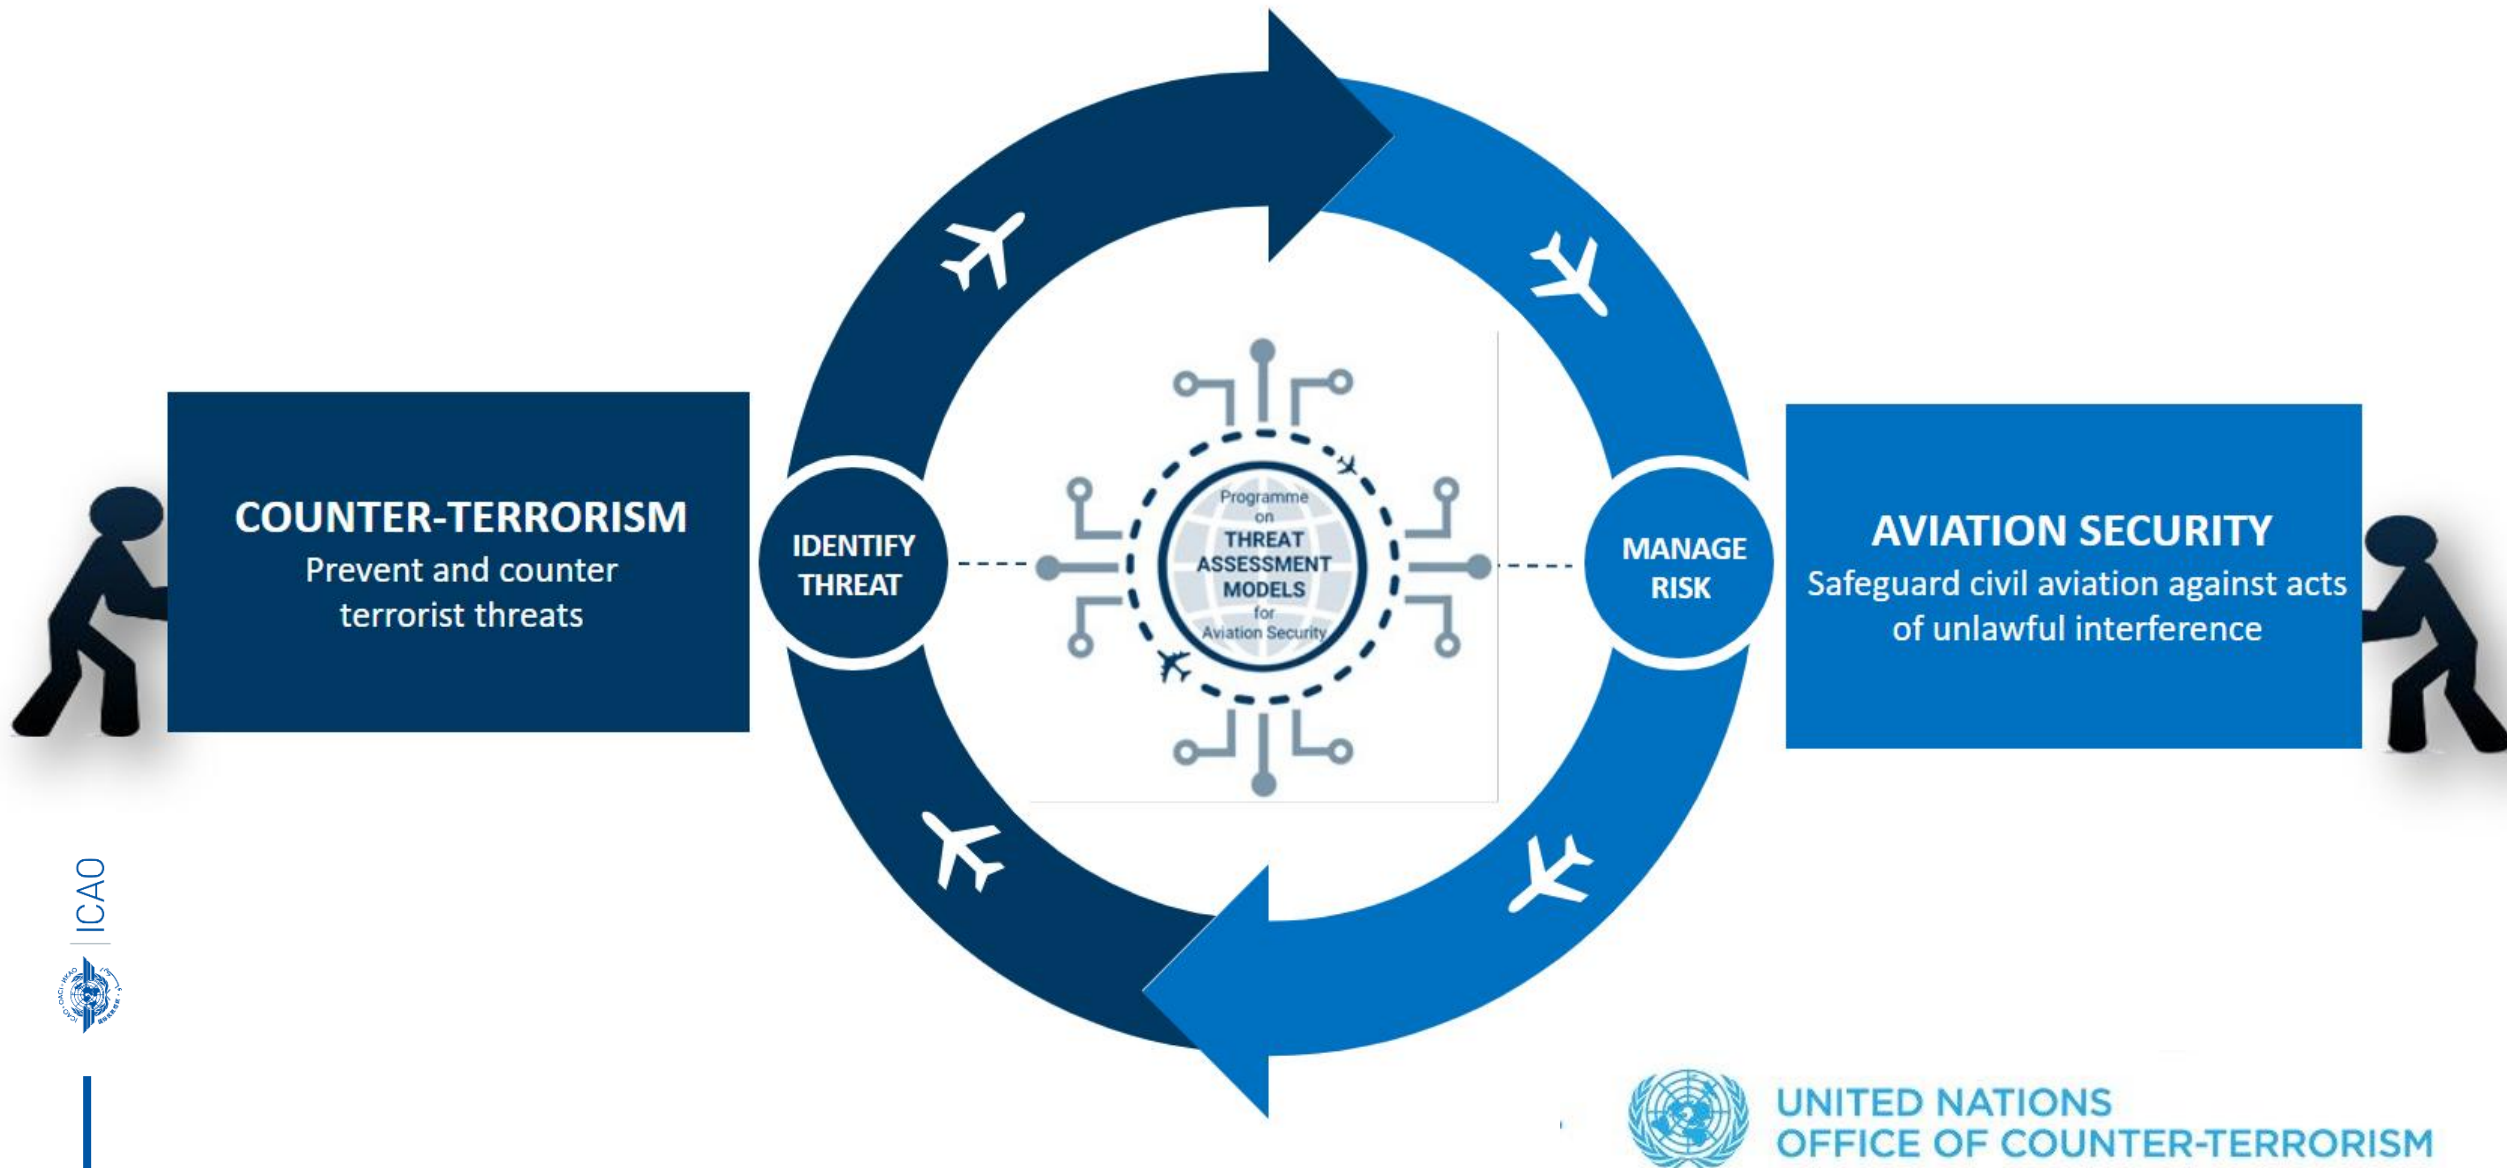 COUNTER-TERRORISM
Prevent and counter
terrorist threats
IDENTIFY
THREAT
Programme
on
THREAT
ASSESSMENT
MODELS
for
Aviation Security
MANAGE
RISK
AVIATION SECURITY
Safeguard civil aviation against acts
of unlawful interference
ICAO
UNITED NATIONS
OFFICE OF COUNTER-TERRORISM